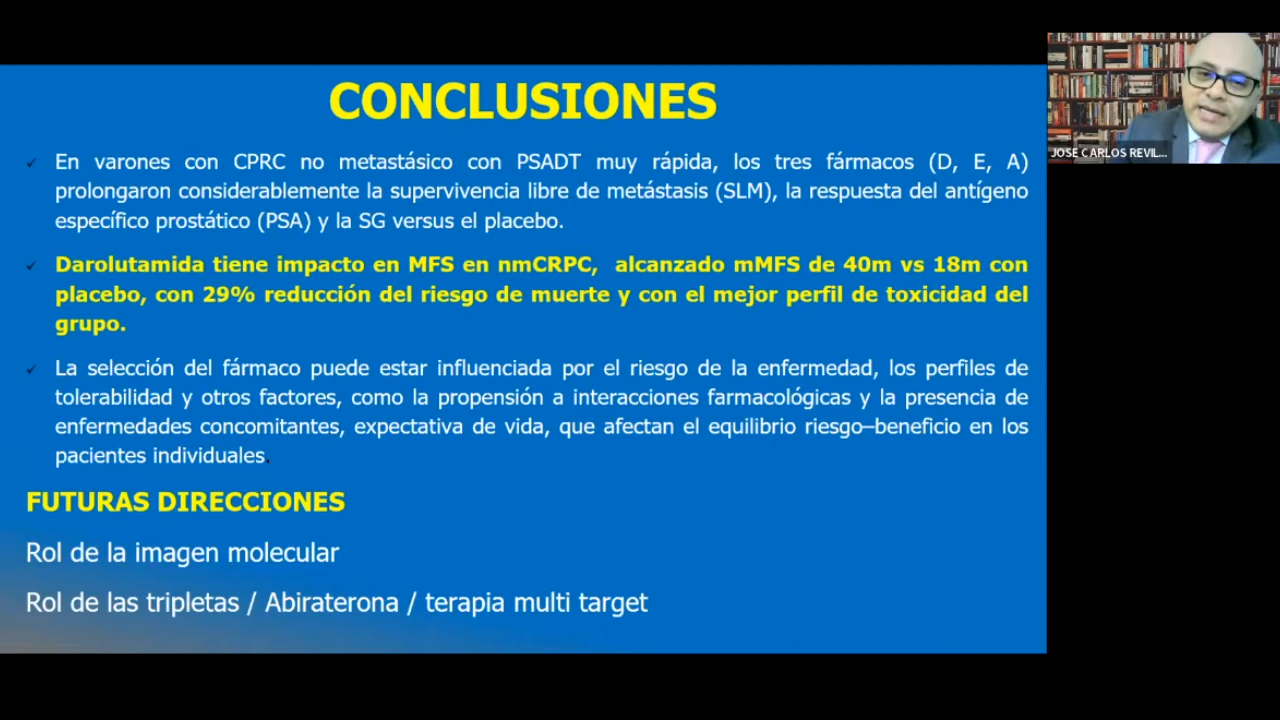 CONCLUSIONES
En varones con CPRC no metastásico con PSADT muy rápida, los tres fármacos (D, E, A)
prolongaron considerablemente la supervivencia libre de metástasis (SLM), la respuesta del antígeno
específico prostático (PSA) y la SG versus el placebo.
Darolutamida tiene impacto en MFS en nmCRPC, alcanzado mMFS de 40m vs 18m con
placebo, con 29% reducción del riesgo de muerte y con el mejor perfil de toxicidad del
grupo.
La selección del fármaco puede estar influenciada por el riesgo de la enfermedad, los perfiles de
tolerabilidad y otros factores, como la propensión a interacciones farmacológicas y la presencia de
enfermedades concomitantes, expectativa de vida, que afectan el equilibrio riesgo–beneficio en los
pacientes individuales.
FUTURAS DIRECCIONES
Rol de la imagen molecular
Rol de las tripletas / Abiraterona / terapia multi target
JOSE CARLOS REVIL...